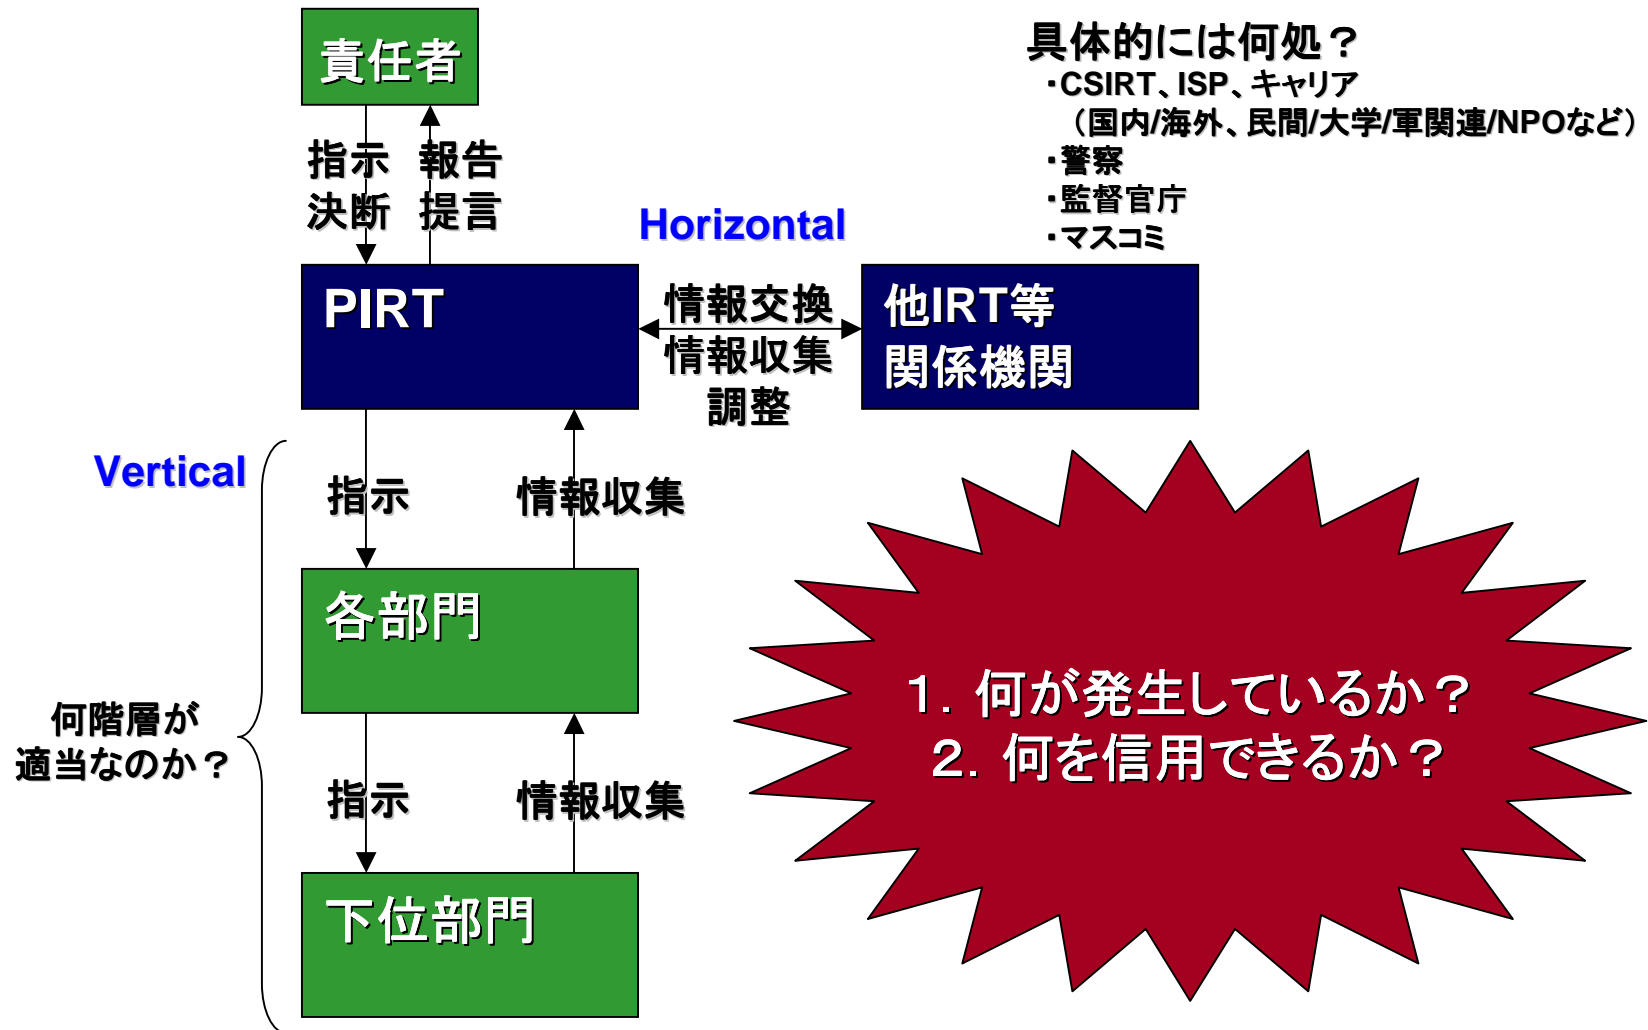 責任者
具体的には何処？
・CSIRT、ISP、キャリア
（国内/海外、民間/大学/軍関連/NPOなど）
・警察
・監督官庁
・マスコミ
指示
決断
報告
提言
Horizontal
PIRT
情報交換
情報収集
調整
他IRT等
関係機関
Vertical
指示
情報収集
各部門
何階層が
適当なのか？
１．何が発生しているか？
２．何を信用できるか？
指示
情報収集
下位部門